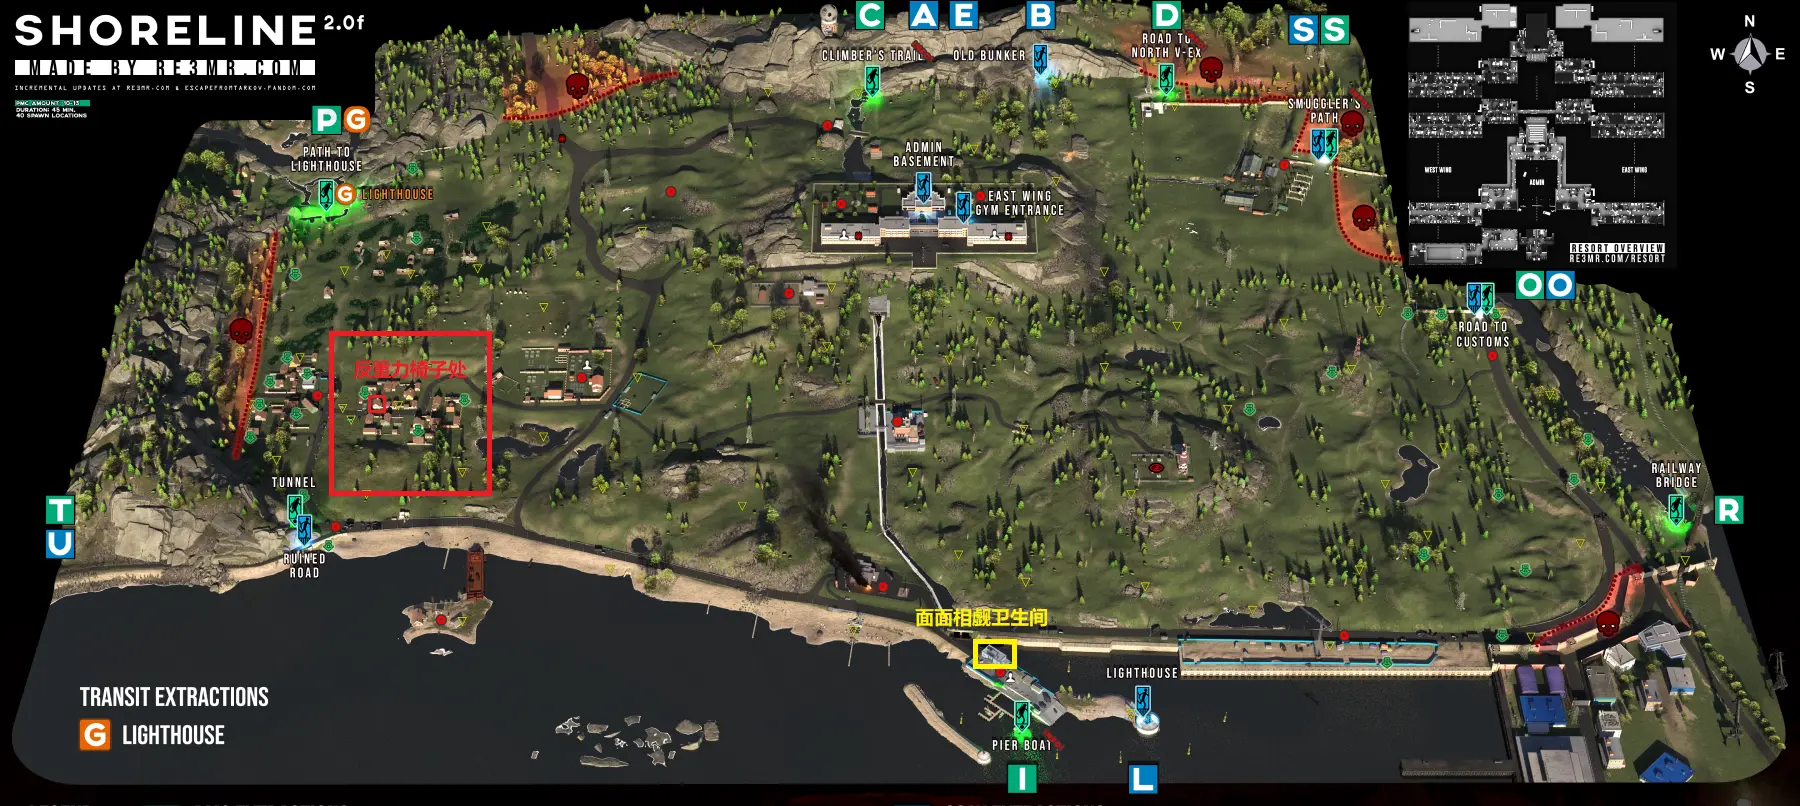 SHORELINE 2.0f
MADE BY RE3MR.COM
INCREMENTAL UPDATES AT RE3MR.COM & ESCAPEFROMTARKOV.FANDOM.COM
PMC AMOUNT 10-13
DURATION: 45 MIN.
40 SPAWN LOCATIONS
C
A
E
B
D
S
S
CLIMBER'S TRAIL
OLD BUNKER
ROAD TO
NORTH V-EX
SMUGGLER'S
PATH
N
W
E
S
WEST WING
ADMIN
EAST WING
RESORT OVERVIEW
RE3MR.COM/RESORT
P
G
PATH TO
LIGHTHOUSE
G LIGHTHOUSE
ADMIN
BASEMENT
EAST WING
GYM ENTRANCE
O
O
ROAD TO
CUSTOMS
反重力椅子处
TUNNEL
T
U
RUINED
ROAD
RAILWAY
BRIDGE
R
面面相觑卫生间
LIGHTHOUSE
PIER BOAT
I
L
TRANSIT EXTRACTIONS
G LIGHTHOUSE